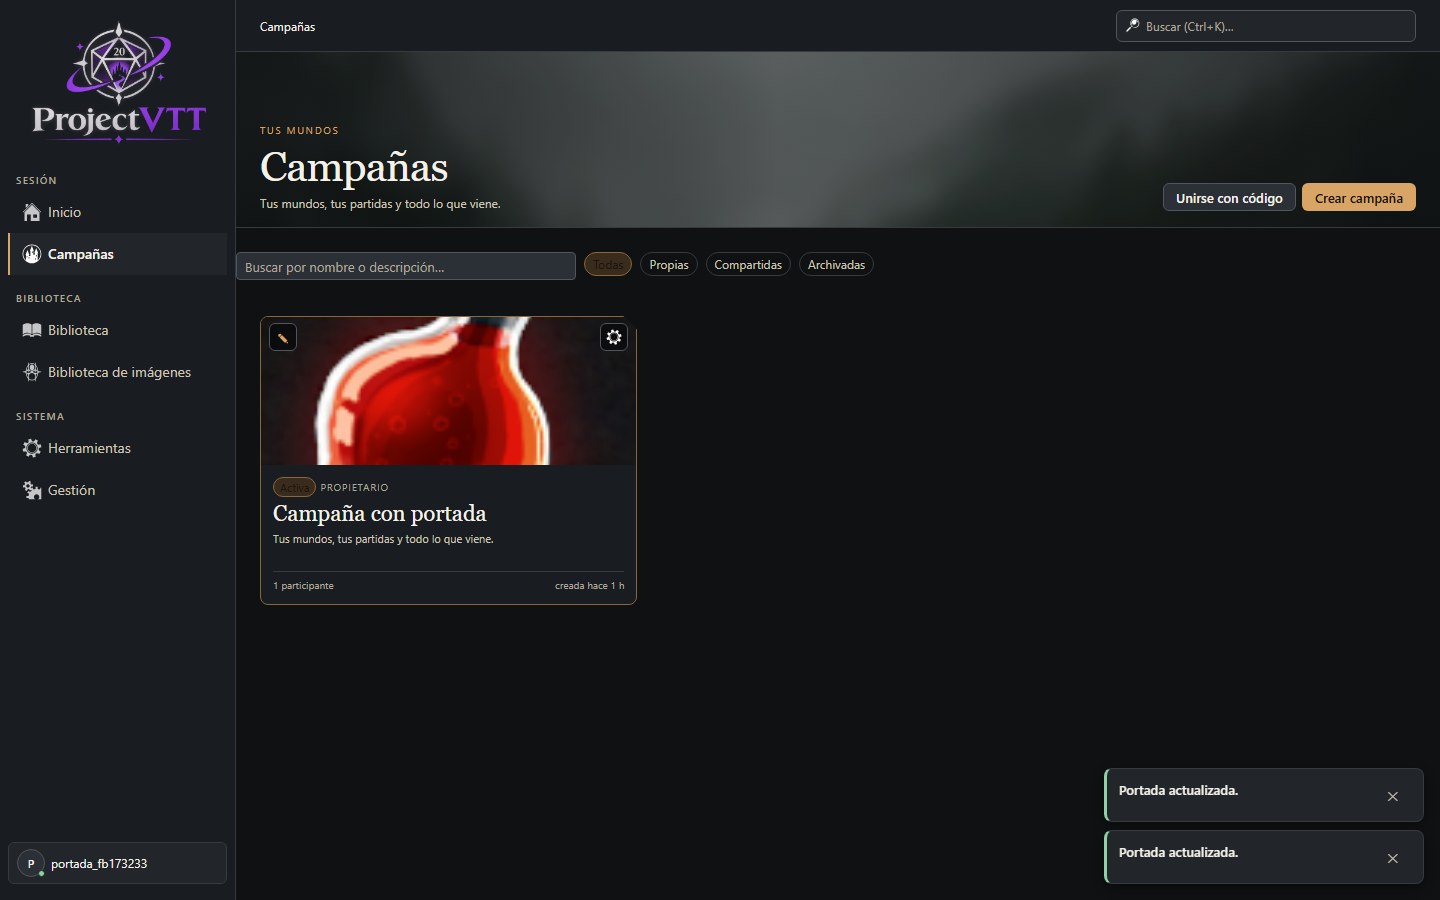 20
ProjectVTT
SESIÓN
Inicio
Campañas
BIBLIOTECA
Biblioteca
Biblioteca de imágenes
SISTEMA
Herramientas
Gestión
P
portada_fb173233
Campañas
Buscar (Ctrl+K)...
TUS MUNDOS
Campañas
Tus mundos, tus partidas y todo lo que viene.
Unirse con código
Crear campaña
Buscar por nombre o descripción...
Todas
Propias
Compartidas
Archivadas
Activa
PROPIETARIO
Campaña con portada
Tus mundos, tus partidas y todo lo que viene.
1 participante
creada hace 1 h
Portada actualizada.
Portada actualizada.